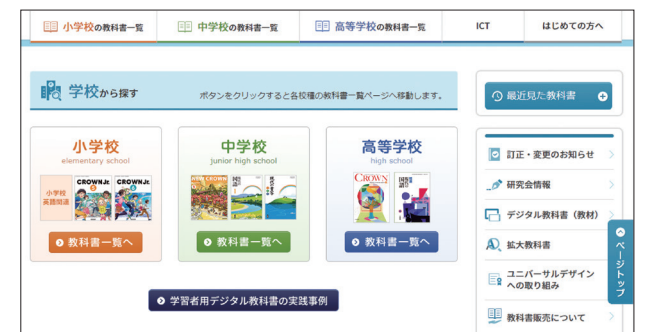 小学校の教科書一覧
中学校の教科書一覧
高等学校の教科書一覧
ICT
はじめての方へ
学校から探す
ボタンをクリックすると各校種の教科書一覧ページへ移動します。
最近見た教科書
小学校
elementary school
小学校
英語関連
CROWN Jr.
5
CROWN Jr.
6
教科書一覧へ
中学校
junior high school
NEW CROWN
国語
教科書一覧へ
高等学校
high school
CROWN
教科書一覧へ
学習者用デジタル教科書の実践事例
訂正・変更のお知らせ
研究会情報
デジタル教科書（教材）
拡大教科書
ユニバーサルデザイン
への取り組み
教科書販売について
ページトップ